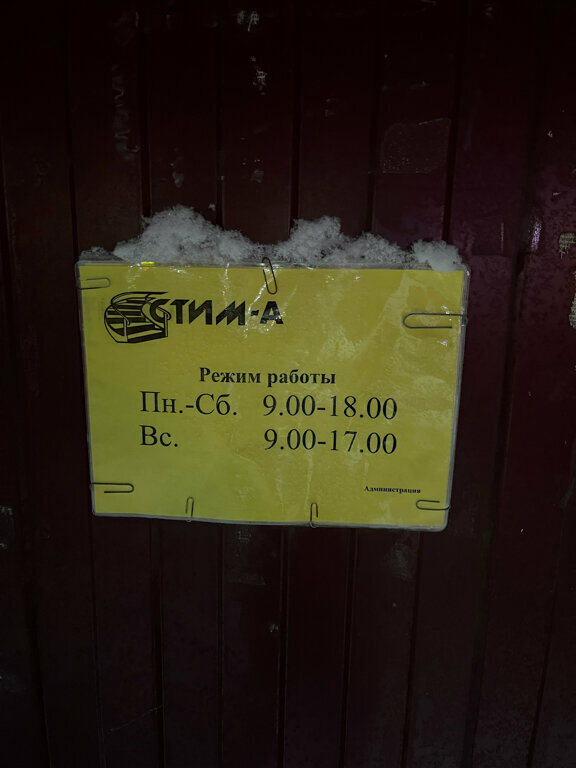 СТИМ-А
Режим работы
Пн.-Сб. 9.00-18.00
Вс. 9.00-17.00
Администрация